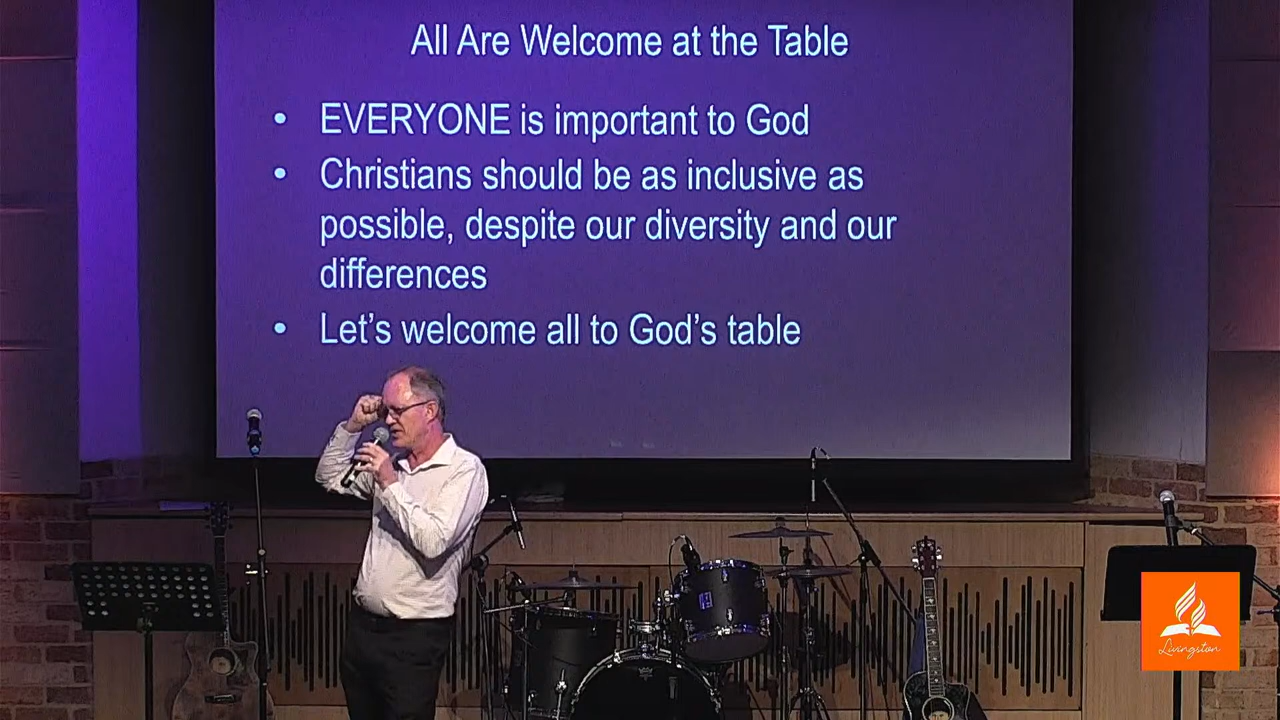 All Are Welcome at the Table
• EVERYONE is important to God
• Christians should be as inclusive as
possible, despite our diversity and our
differences
• Let's welcome all to God's table
Livingston